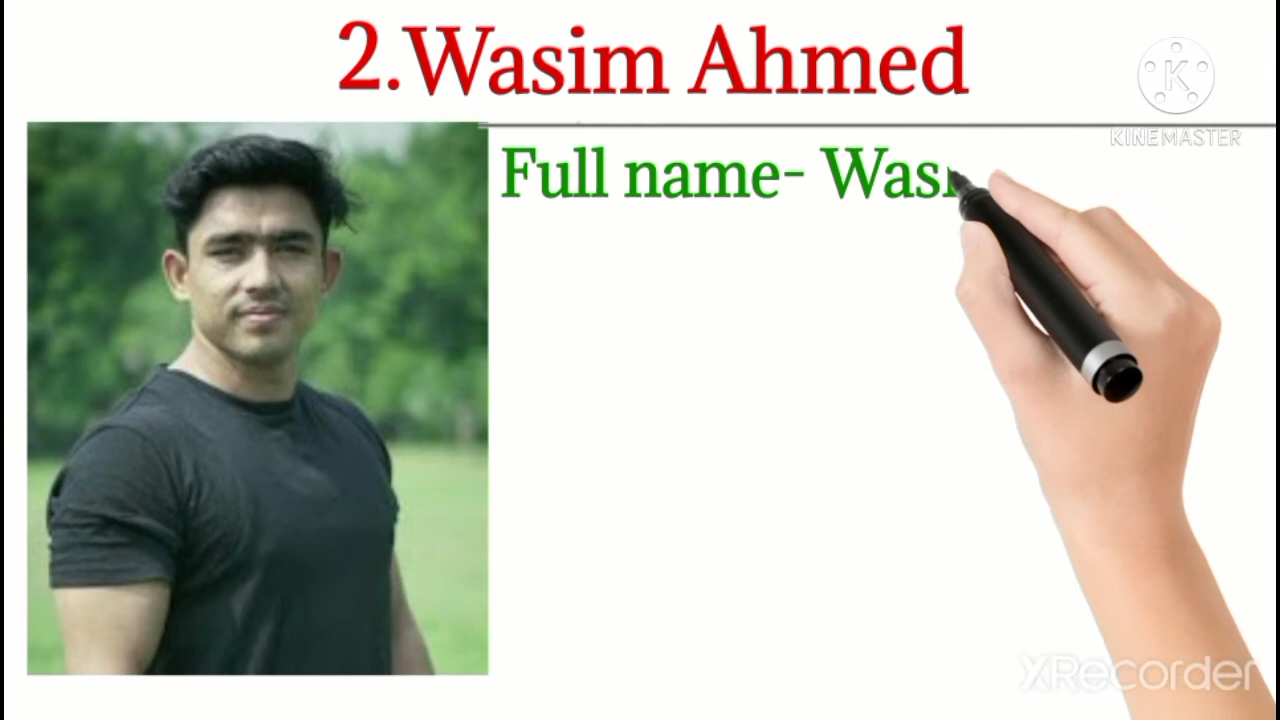 2.Wasim Ahmed
K
KINEMASTER
Full name- Was
XRecorder